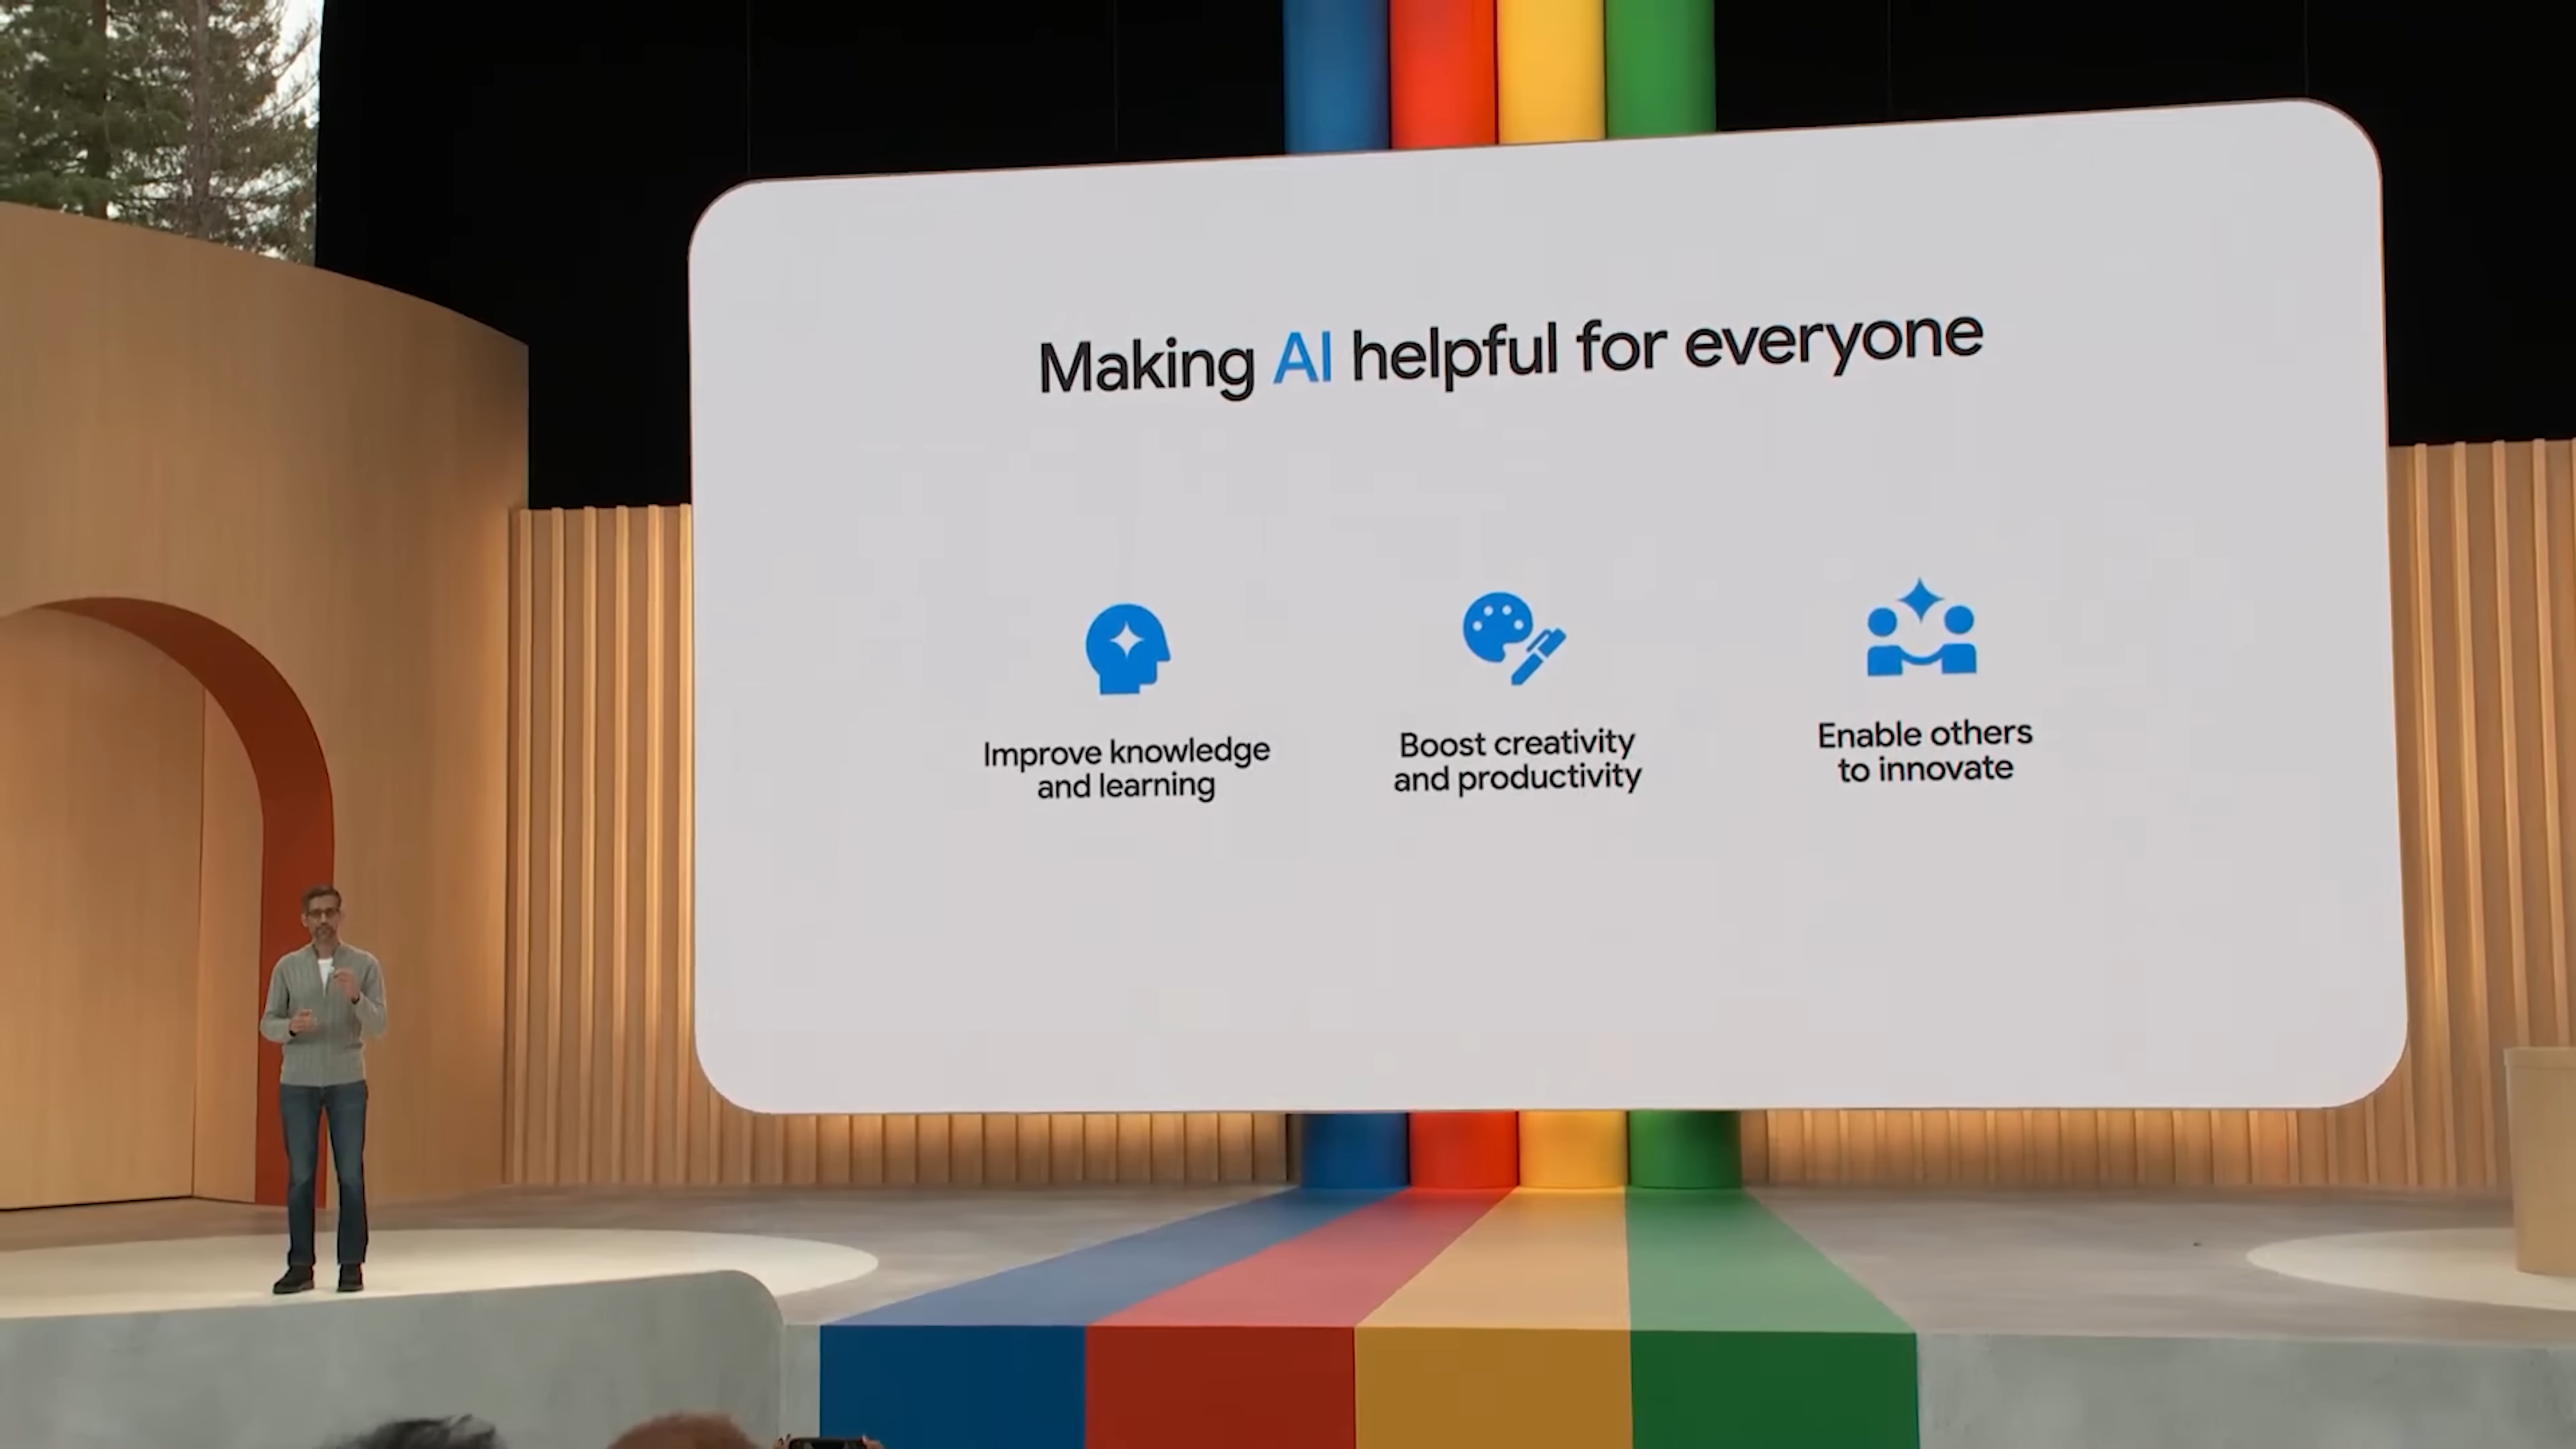 Making AI helpful for everyone
Improve knowledge
and learning
Boost creativity
and productivity
Enable others
to innovate